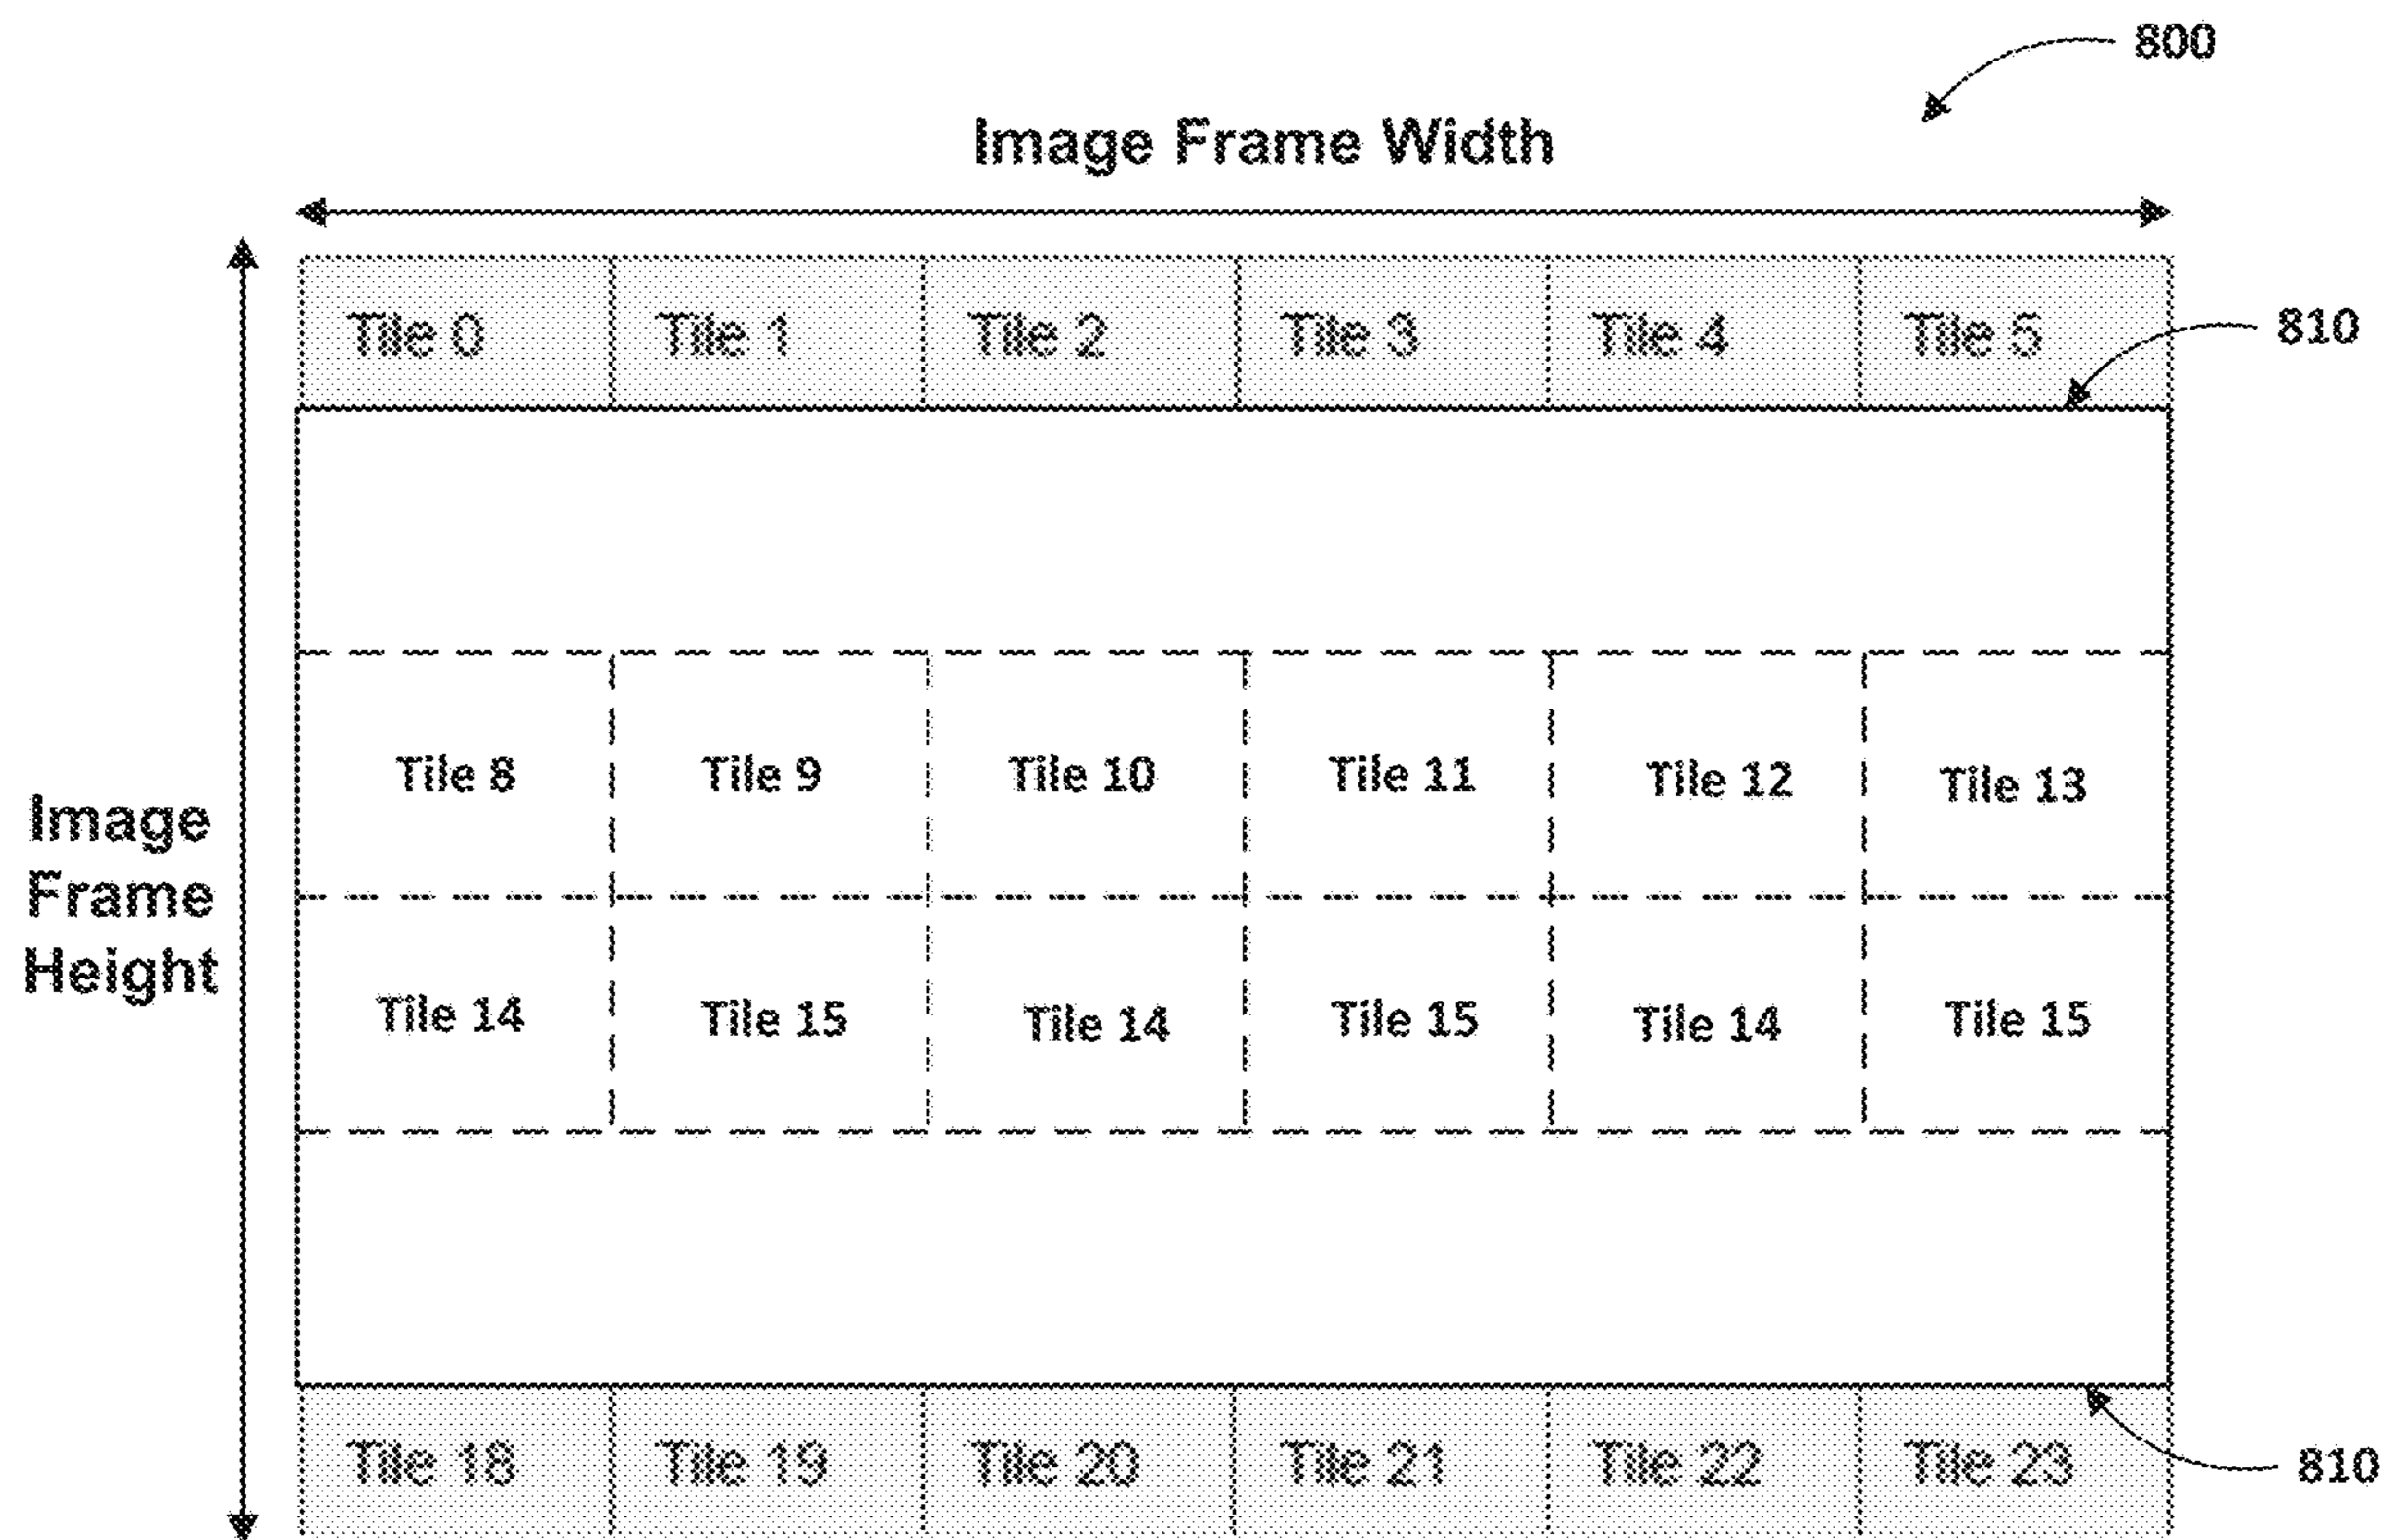 800
Image Frame Width
Tile 0 Tile 1 Tile 2 Tile 3 Tile 4 Tile 5
810
Tile 8 Tile 9 Tile 10 Tile 11 Tile 12 Tile 13
Image
Frame
Height
Tile 14 Tile 15 Tile 14 Tile 15 Tile 14 Tile 15
Tile 18 Tile 19 Tile 20 Tile 21 Tile 22 Tile 23
810